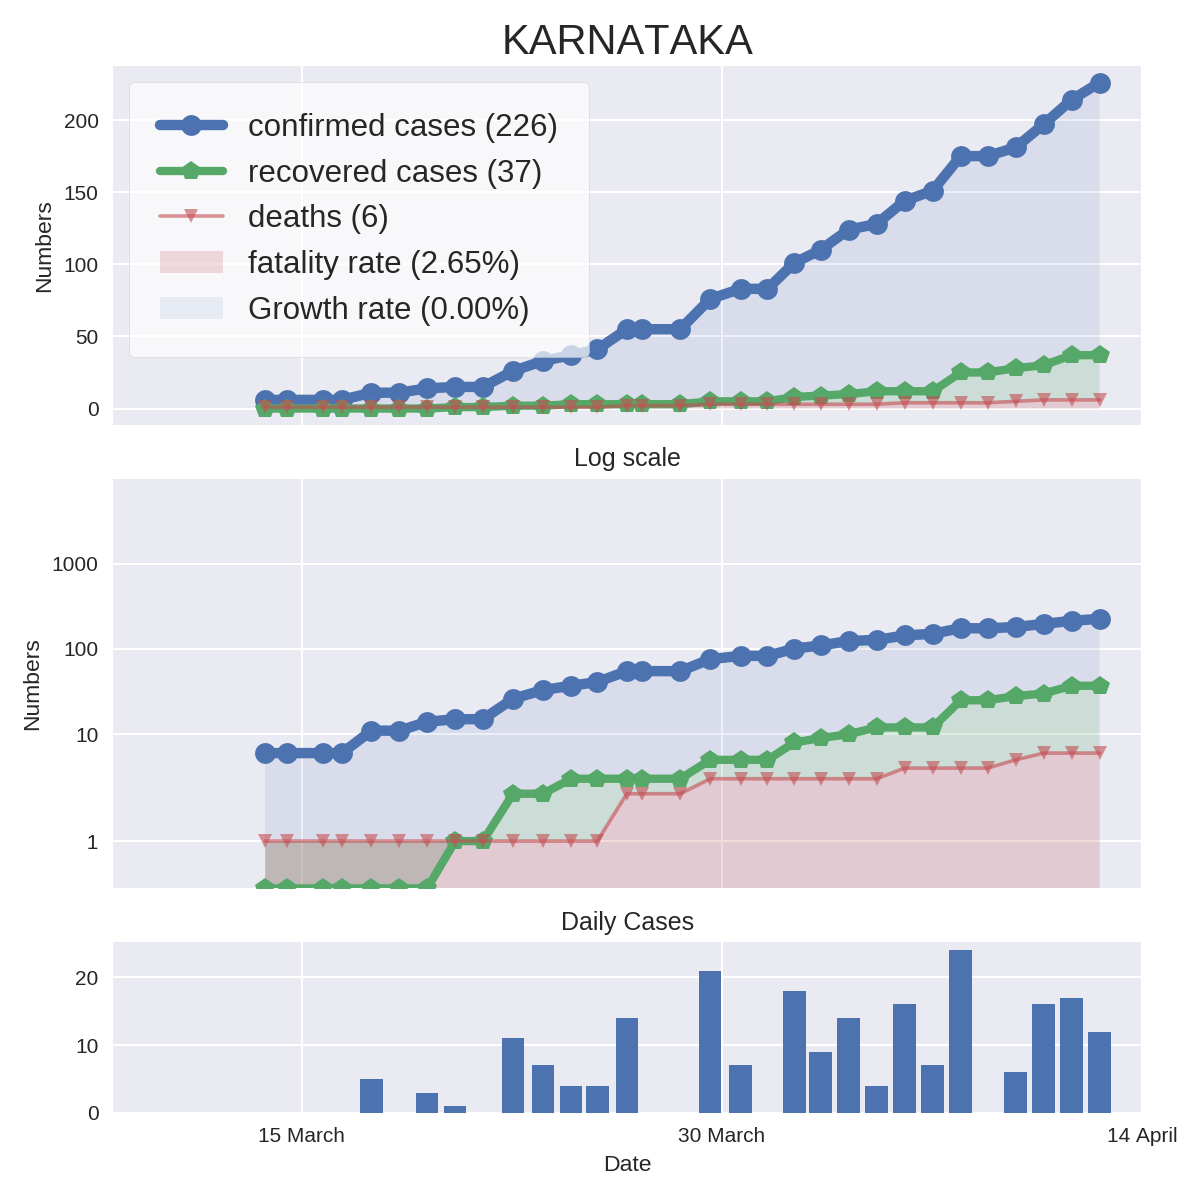 KARNATAKA
200
150
100
50
0
Numbers
confirmed cases (226)
recovered cases (37)
deaths (6)
fatality rate (2.65%)
Growth rate (0.00%)
Log scale
1000
100
10
1
Numbers
Daily Cases
20
10
0
15 March
30 March
14 April
Date